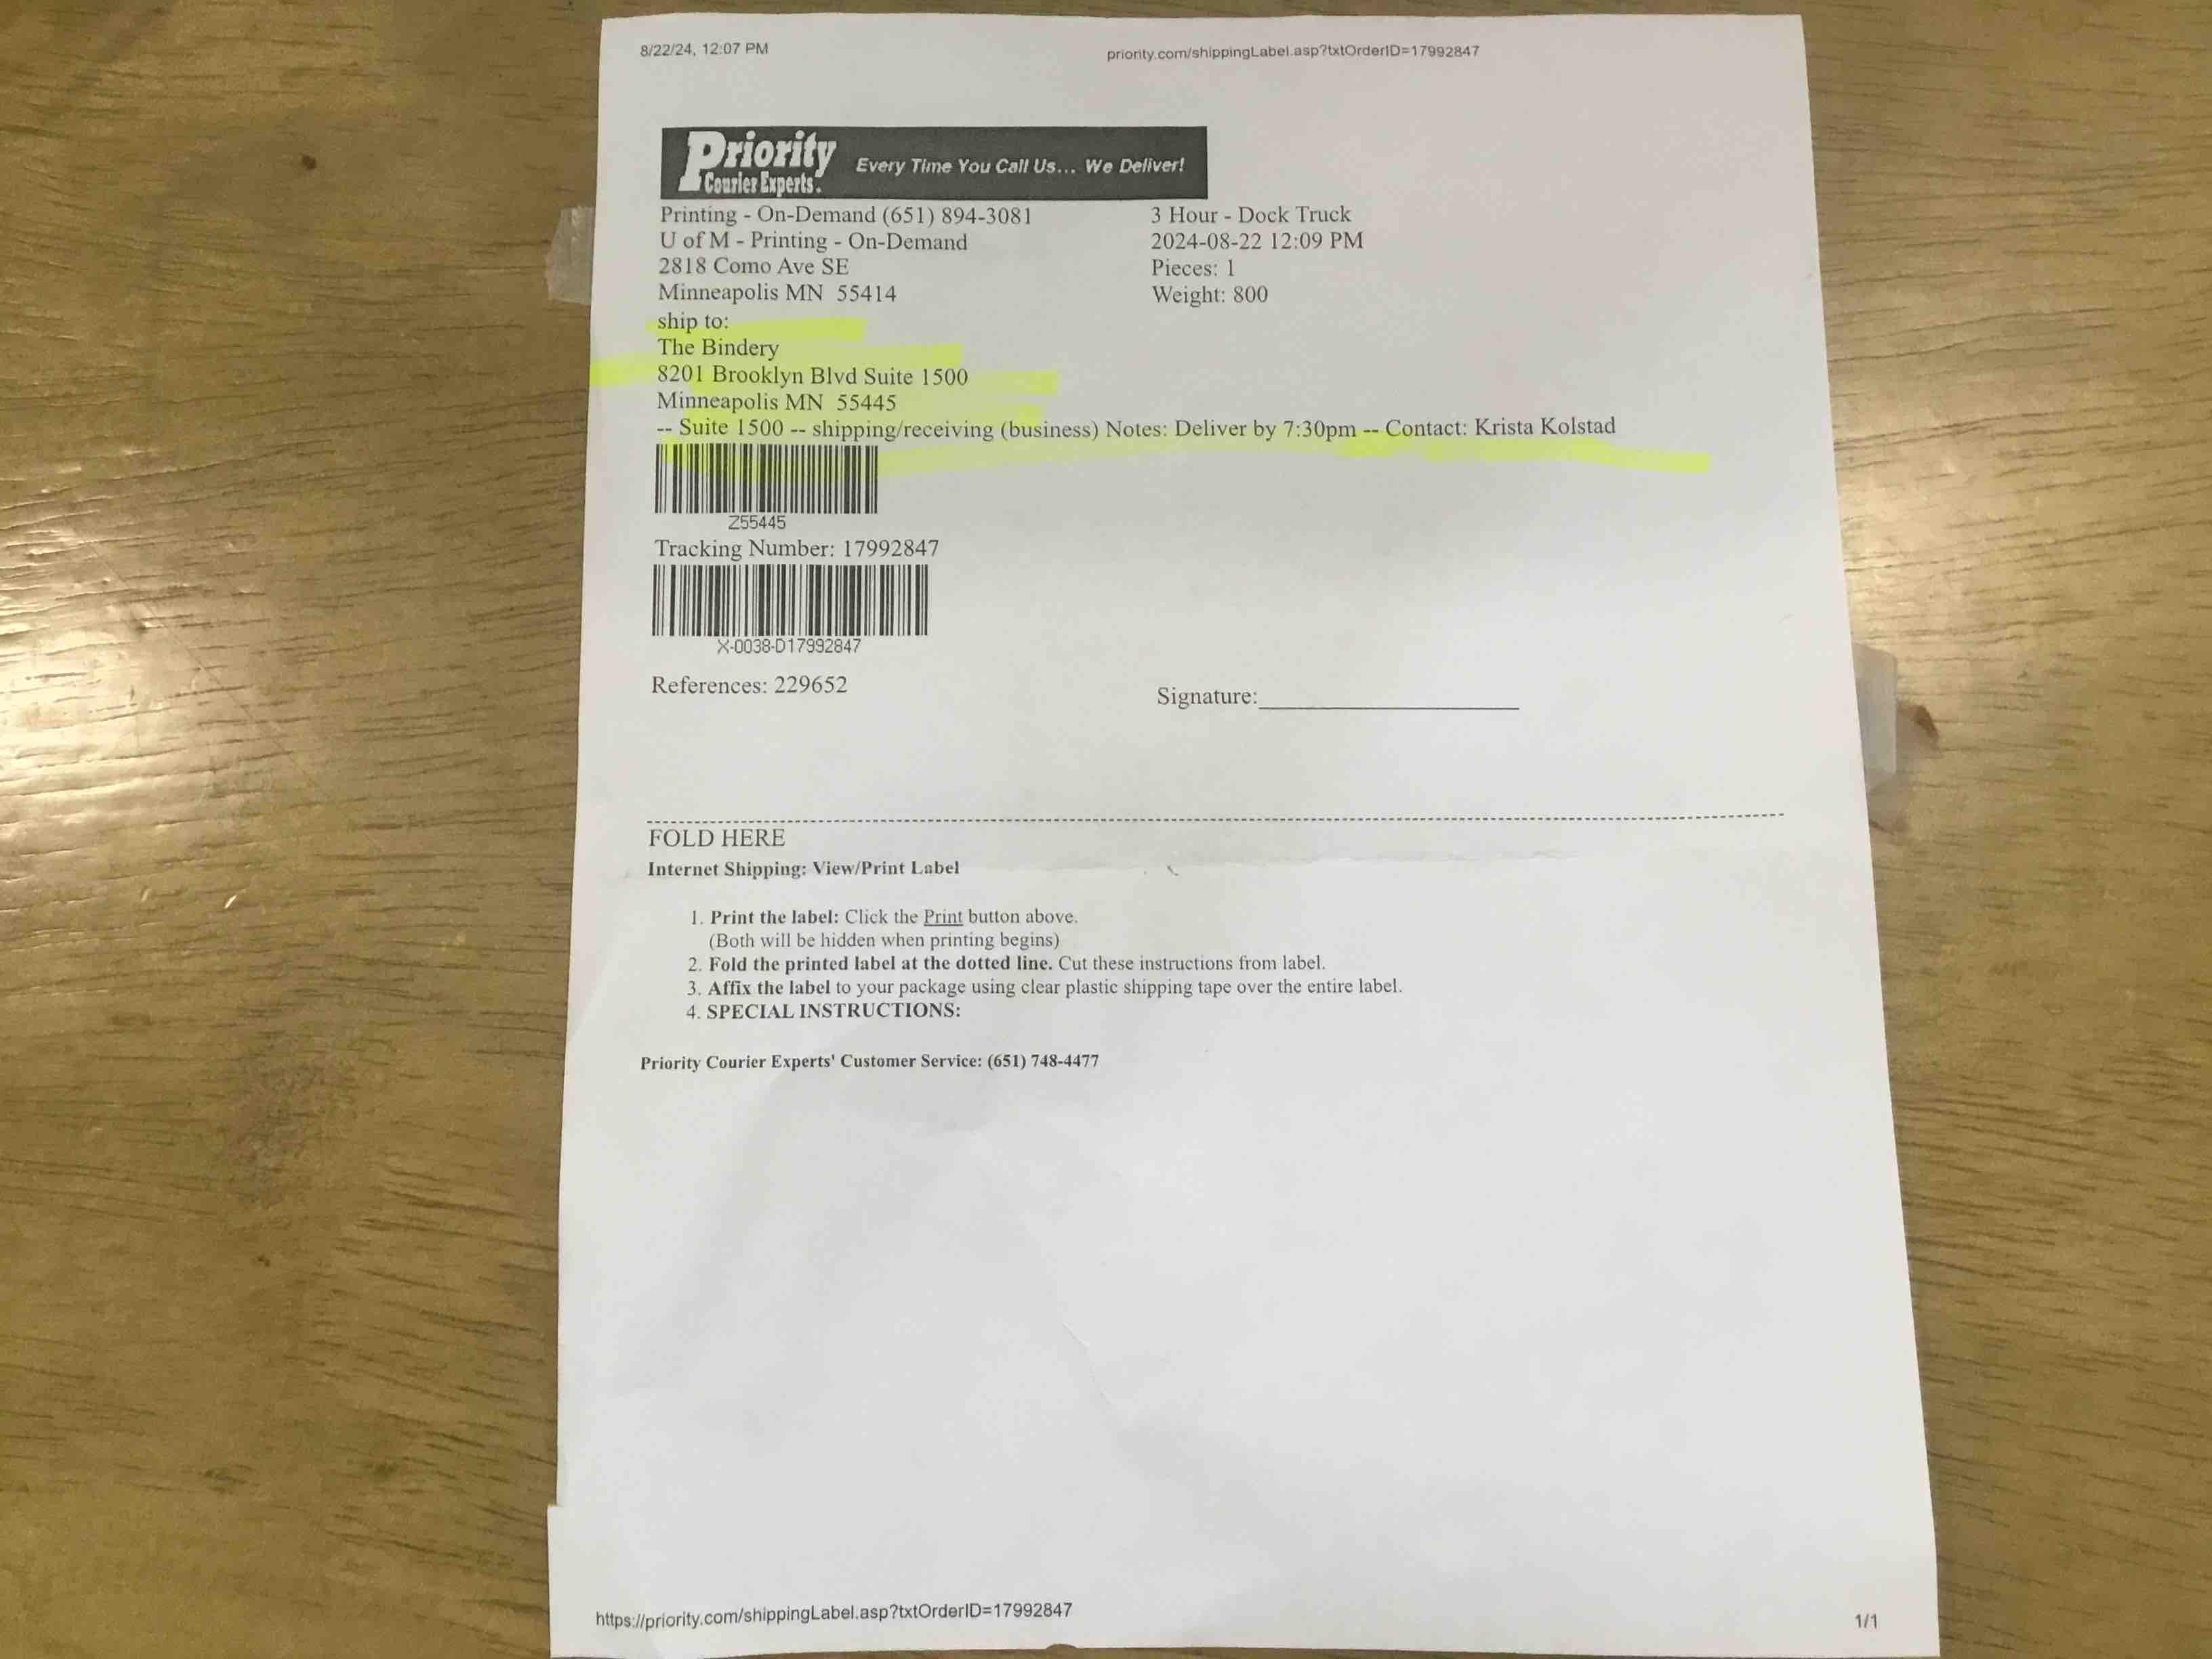 8/22/24, 12:07 PM
priority.com/shippingLabel.asp?txtOrderID=17992847
Priority
Courier Experts.
Every Time You Call Us... We Deliver!
Printing - On-Demand (651) 894-3081
U of M - Printing - On-Demand
2818 Como Ave SE
Minneapolis MN 55414
3 Hour - Dock Truck
2024-08-22 12:09 PM
Pieces: 1
Weight: 800
ship to:
The Bindery
8201 Brooklyn Blvd Suite 1500
Minneapolis MN 55445
-- Suite 1500 -- shipping/receiving (business) Notes: Deliver by 7:30pm -- Contact: Krista Kolstad
Z55445
Tracking Number: 17992847
X-0038-D17992847
References: 229652
Signature:
FOLD HERE
Internet Shipping: View/Print Label
1. Print the label: Click the Print button above.
(Both will be hidden when printing begins)
2. Fold the printed label at the dotted line. Cut these instructions from label.
3. Affix the label to your package using clear plastic shipping tape over the entire label.
4. SPECIAL INSTRUCTIONS:
Priority Courier Experts' Customer Service: (651) 748-4477
https://priority.com/shippingLabel.asp?txtOrderID=17992847
1/1